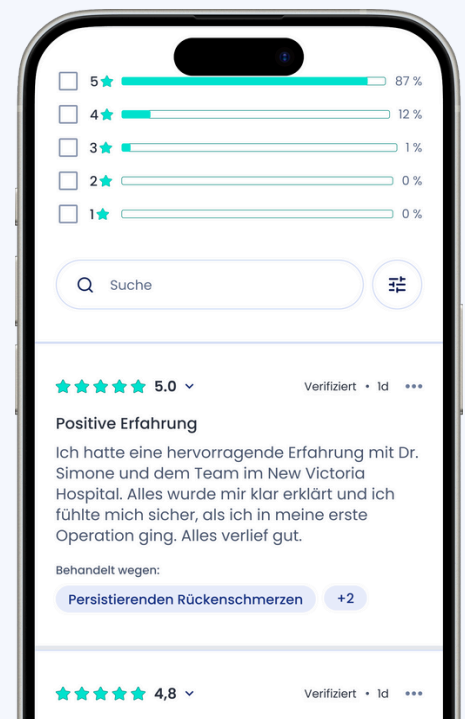 5 87 %
4 12 %
3 1 %
2 0 %
1 0 %
Suche
5.0 Verifiziert • 1d •••
Positive Erfahrung
Ich hatte eine hervorragende Erfahrung mit Dr.
Simone und dem Team im New Victoria
Hospital. Alles wurde mir klar erklärt und ich
fühlte mich sicher, als ich in meine erste
Operation ging. Alles verlief gut.
Behandelt wegen:
Persistierenden Rückenschmerzen +2
4,8 Verifiziert • 1d •••